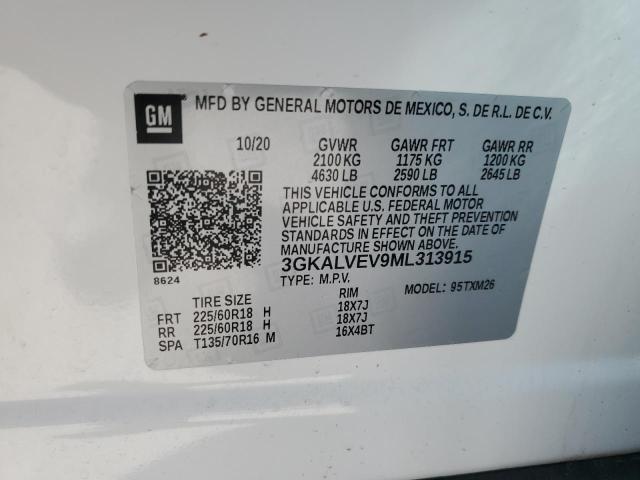 GM
MFD BY GENERAL MOTORS DE MEXICO, S. DE R.L. DE C.V.
10/20 GVWR GAWR FRT GAWR RR
2100 KG 1175 KG 1200 KG
4630 LB 2590 LB 2645 LB
THIS VEHICLE CONFORMS TO ALL
APPLICABLE U.S. FEDERAL MOTOR
VEHICLE SAFETY AND THEFT PREVENTION
STANDARDS IN EFFECT ON THE DATE OF
MANUFACTURE SHOWN ABOVE.
3GKALVEV9ML313915
8624 TYPE: M.P.V. MODEL: 95TXM26
TIRE SIZE RIM
FRT 225/60R18 H 18X7J
RR 225/60R18 H 18X7J
SPA T135/70R16 M 16X4BT